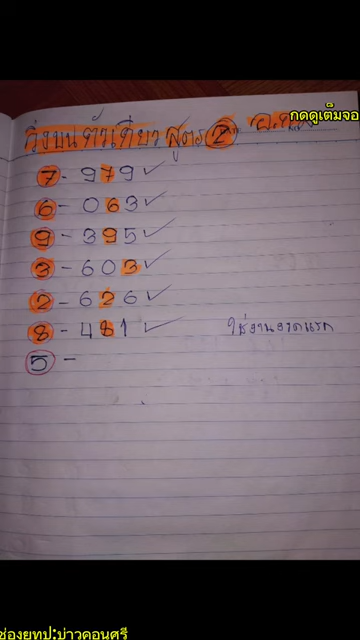 กดดูเต็มจอ
วิ่งบน ตัวเดียว สูตร 2
7 - 979 ✓
6 - 063 ✓
9 - 395 ✓
3 - 603 ✓
2 - 626 ✓
8 - 481 ✓ ใช้งานงวดแรก
5 -
ช่องยูทูป:บ่าวคอนศรี